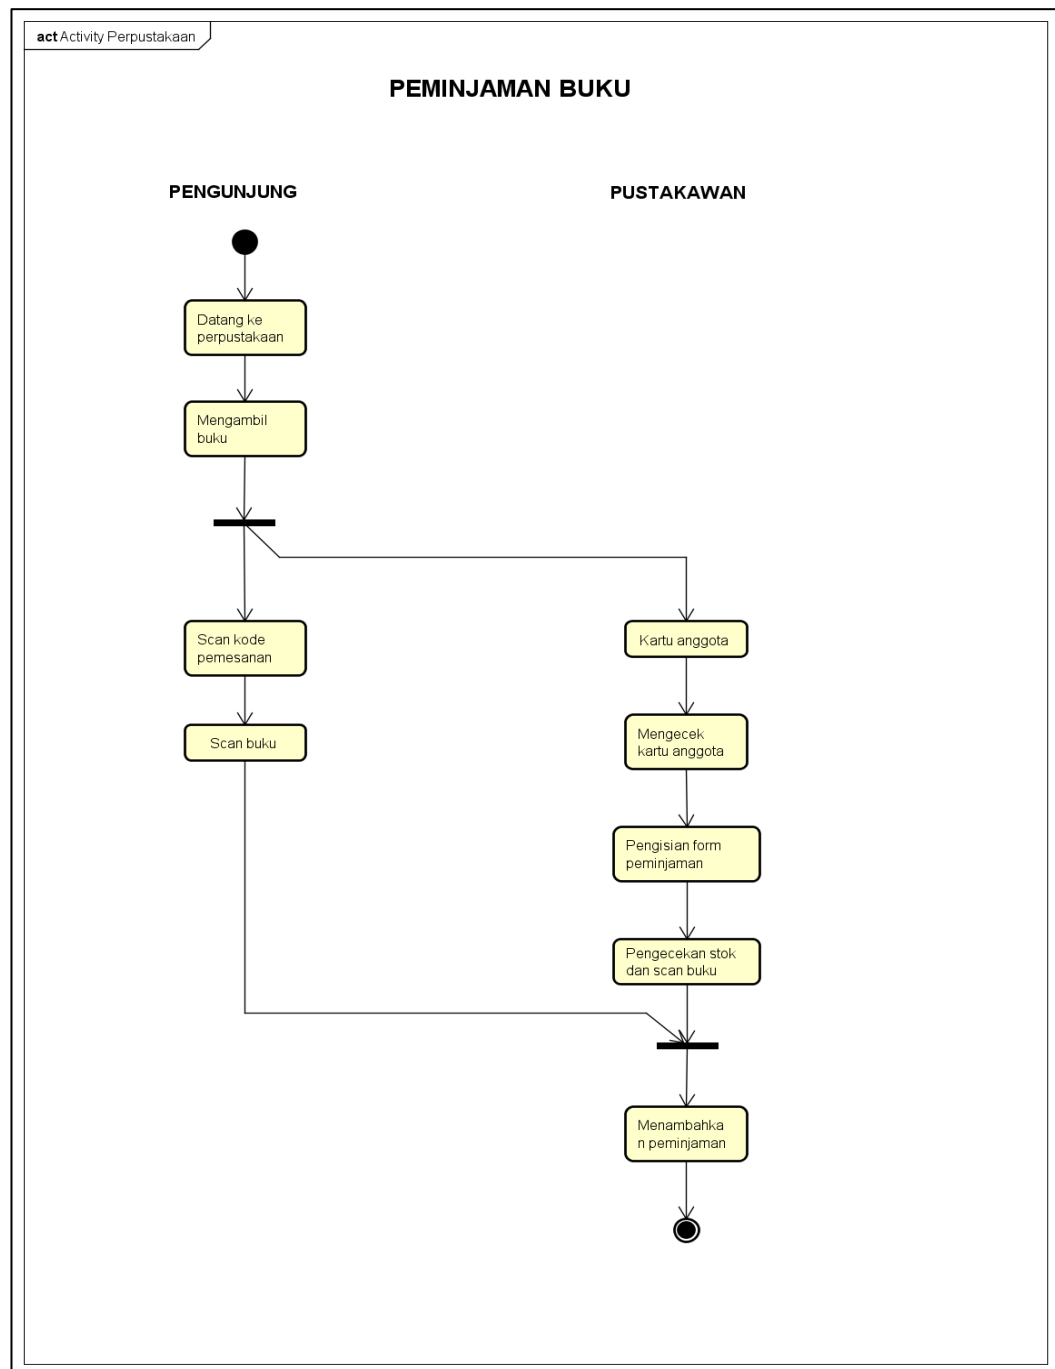 act Activity Perpustakaan
PEMINJAMAN BUKU
PENGUNJUNG
PUSTAKAWAN
Datang ke
perpustakaan
Mengambil
buku
Scan kode
pemesanan
Scan buku
Kartu anggota
Mengecek
kartu anggota
Pengisian form
peminjaman
Pengecekan stok
dan scan buku
Menambahka
n peminjaman